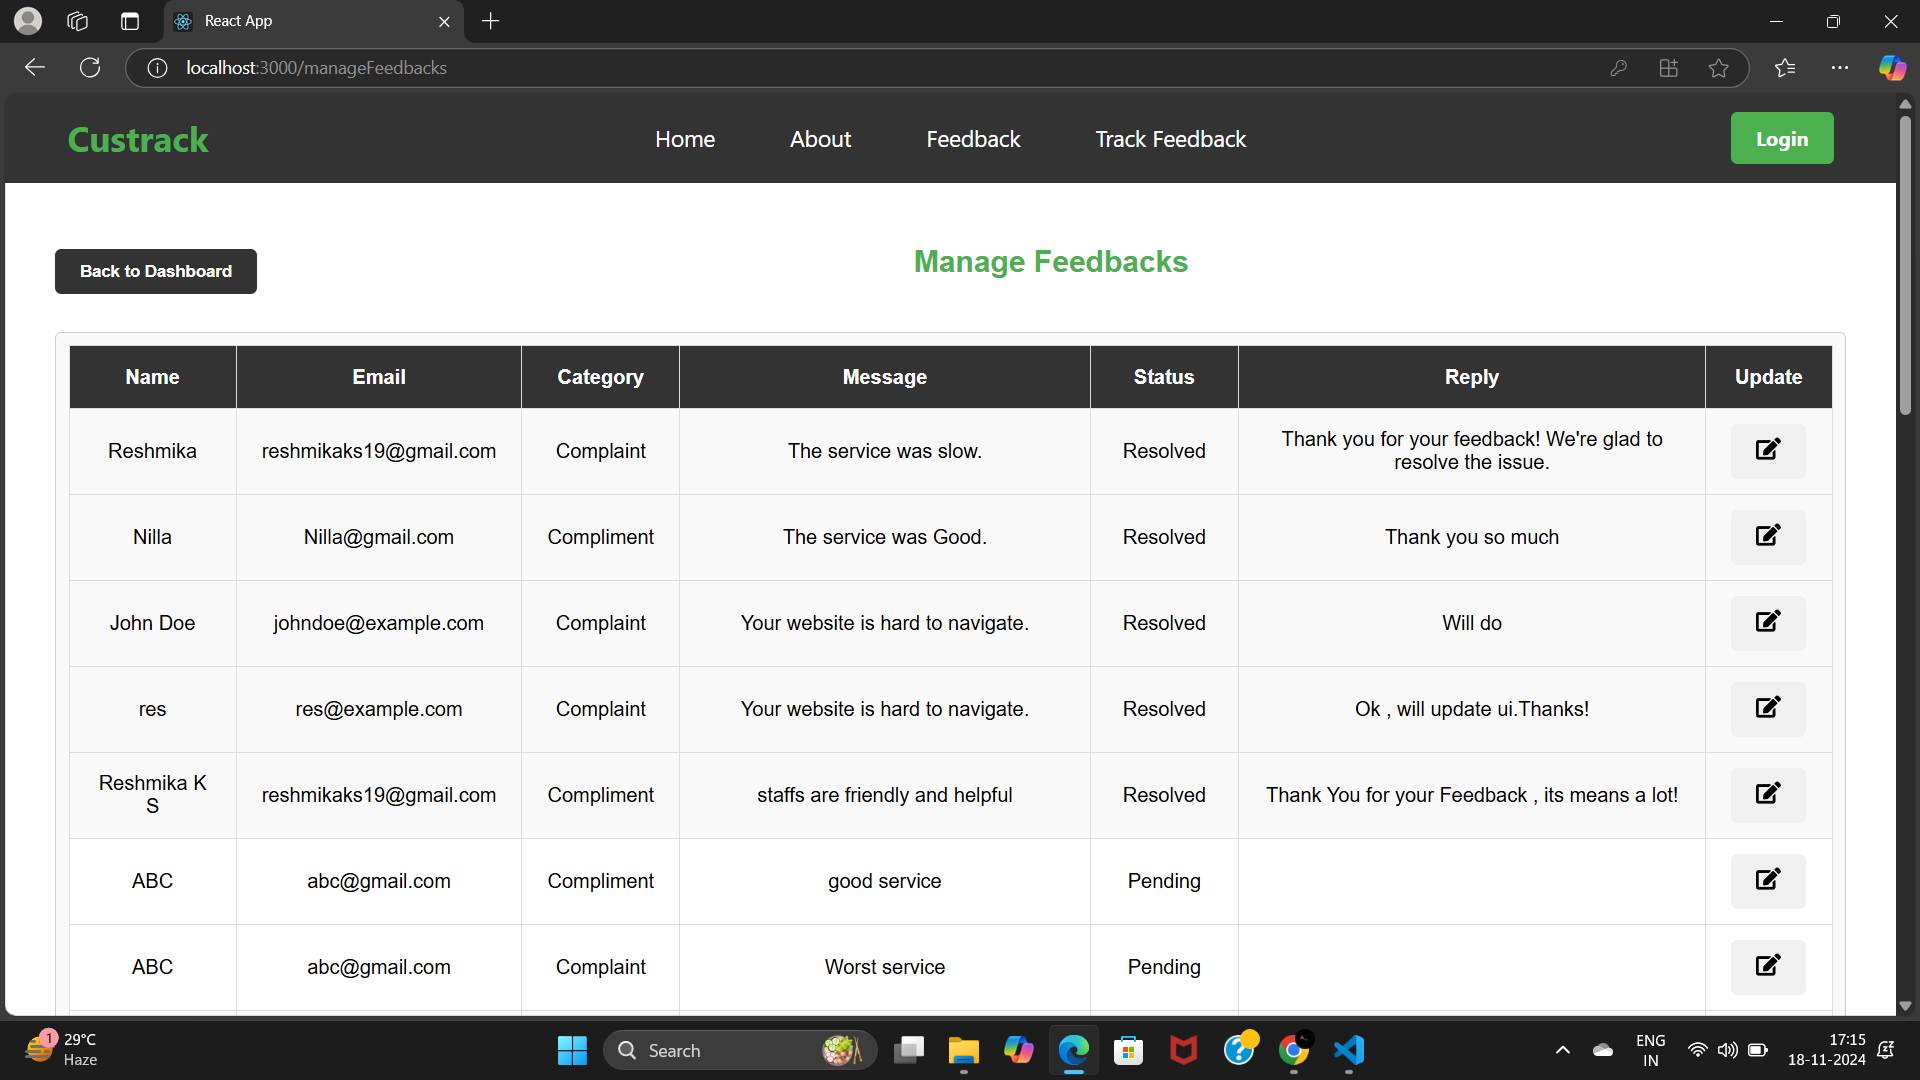 React App
localhost:3000/manageFeedbacks
Custrack
Home About Feedback Track Feedback
Login
Back to Dashboard
Manage Feedbacks
Name Email Category Message Status Reply Update
Reshmika reshmikaks19@gmail.com Complaint The service was slow. Resolved Thank you for your feedback! We're glad to
resolve the issue.
Nilla Nilla@gmail.com Compliment The service was Good. Resolved Thank you so much
John Doe johndoe@example.com Complaint Your website is hard to navigate. Resolved Will do
res res@example.com Complaint Your website is hard to navigate. Resolved Ok , will update ui.Thanks!
Reshmika K
S reshmikaks19@gmail.com Compliment staffs are friendly and helpful Resolved Thank You for your Feedback , its means a lot!
ABC abc@gmail.com Compliment good service Pending
ABC abc@gmail.com Complaint Worst service Pending
1
29°C
Haze
Search
ENG
IN
17:15
18-11-2024